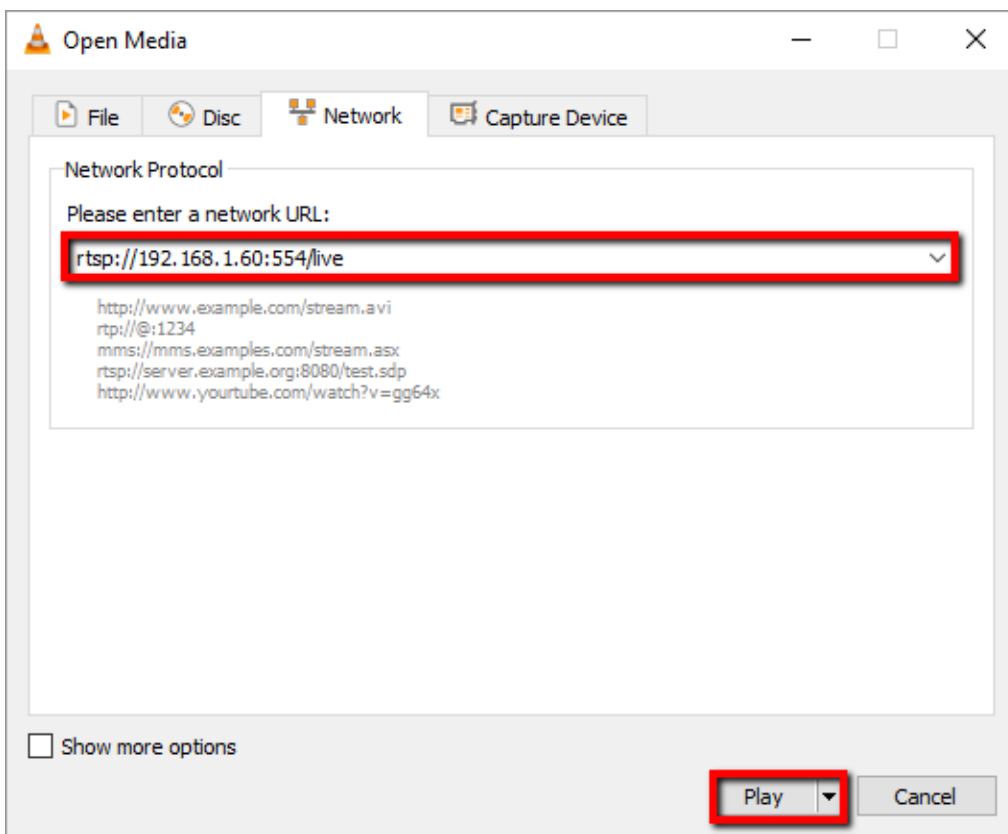 Open Media
File Disc Network Capture Device
Network Protocol
Please enter a network URL:
rtsp://192.168.1.60:554/live
http://www.example.com/stream.avi
rtp://@:1234
mms://mms.examples.com/stream.asx
rtsp://server.example.org:8080/test.sdp
http://www.yourtube.com/watch?v=gg64x
Show more options
Play Cancel